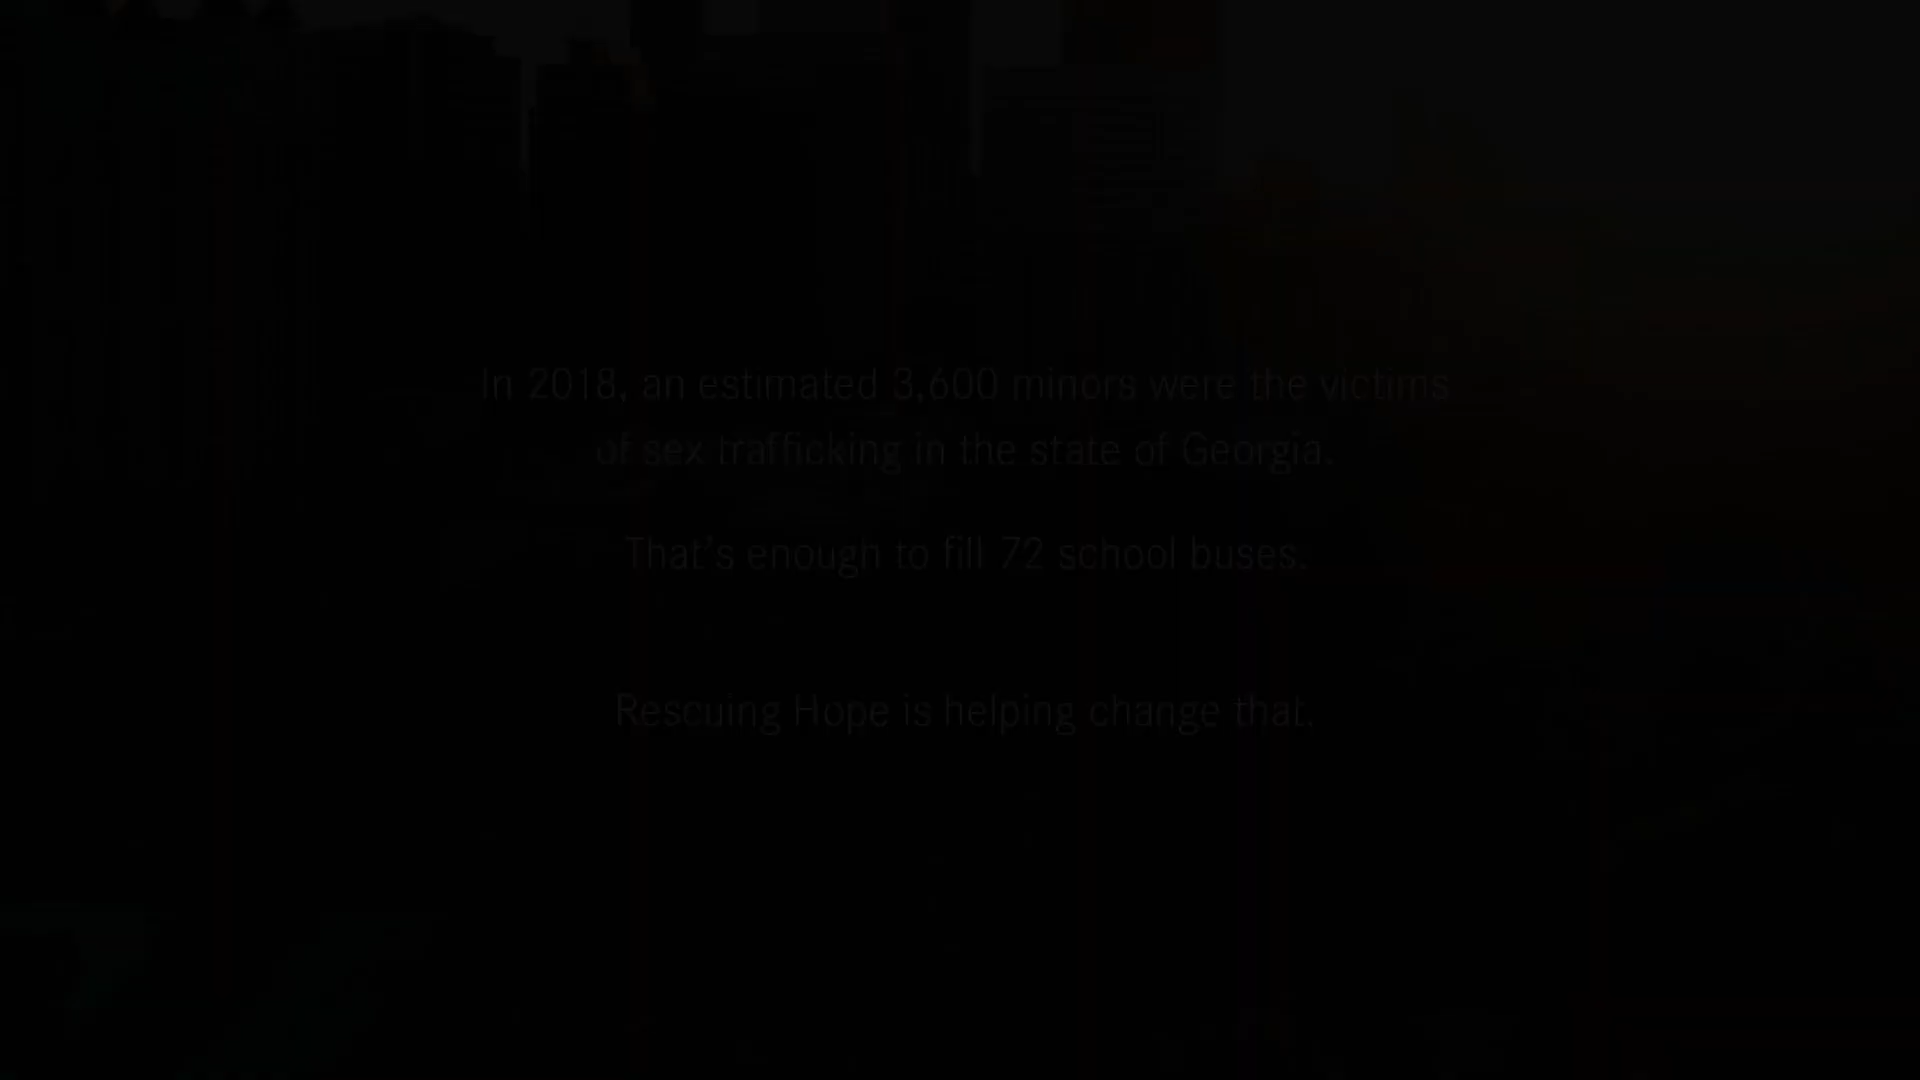 In 2018, an estimated 3,600 minors were the victims
of sex trafficking in the state of Georgia.
That's enough to fill 72 school buses.
Rescuing Hope is helping change that.